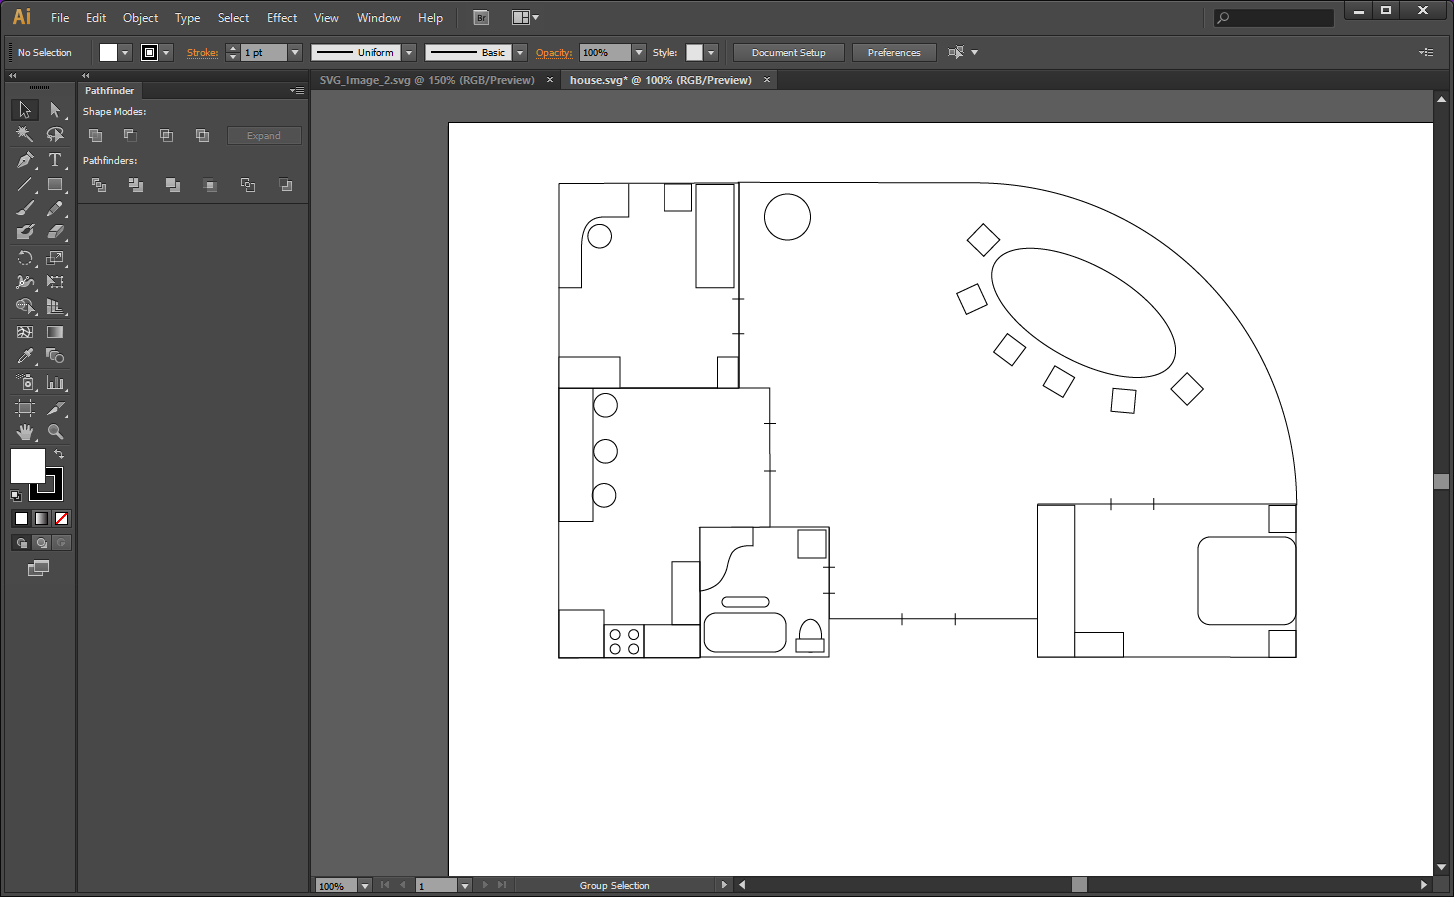 Ai File Edit Object Type Select Effect View Window Help Br
No Selection Stroke: 1 pt Uniform Basic Opacity: 100% Style: Document Setup Preferences
SVG_Image_2.svg @ 150% (RGB/Preview) × house.svg* @ 100% (RGB/Preview) ×
Pathfinder
Shape Modes:
Expand
Pathfinders:
T
100% 1 Group Selection